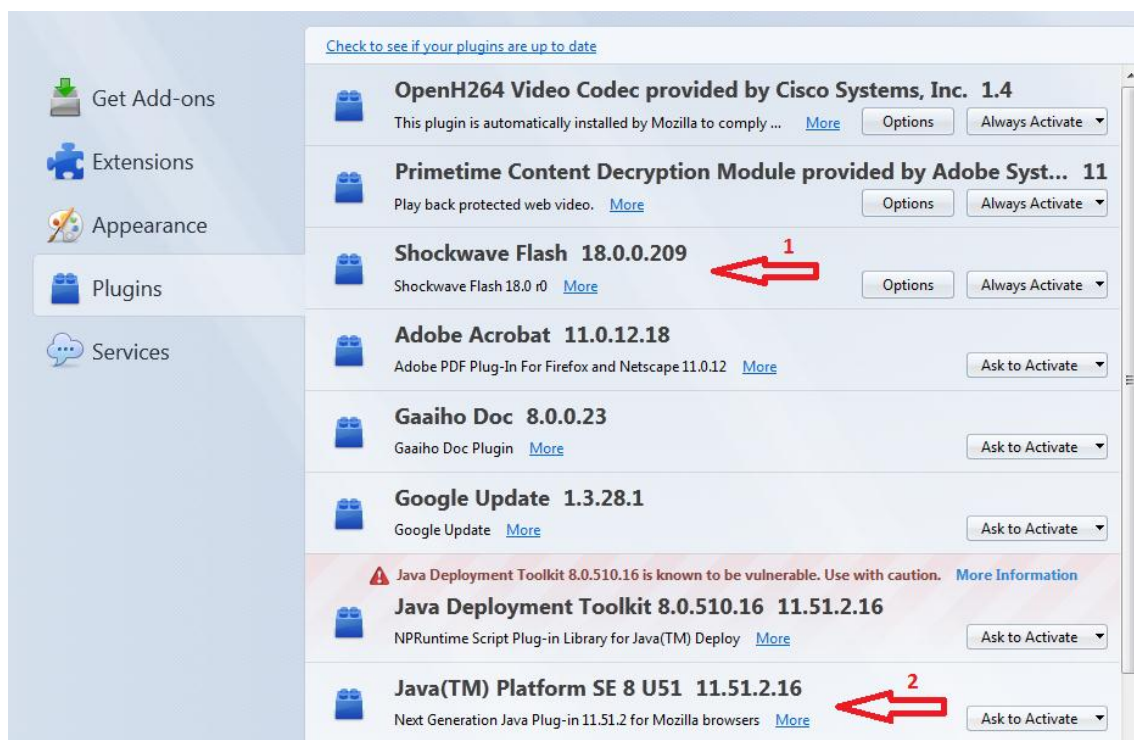 Check to see if your plugins are up to date
Get Add-ons
Extensions
Appearance
Plugins
Services
OpenH264 Video Codec provided by Cisco Systems, Inc. 1.4
This plugin is automatically installed by Mozilla to comply ... More Options Always Activate
Primetime Content Decryption Module provided by Adobe Syst... 11
Play back protected web video. More Options Always Activate
Shockwave Flash 18.0.0.209 1
Shockwave Flash 18.0 r0 More Options Always Activate
Adobe Acrobat 11.0.12.18
Adobe PDF Plug-In For Firefox and Netscape 11.0.12 More Ask to Activate
Gaaiho Doc 8.0.0.23
Gaaiho Doc Plugin More Ask to Activate
Google Update 1.3.28.1
Google Update More Ask to Activate
Java Deployment Toolkit 8.0.510.16 is known to be vulnerable. Use with caution. More Information
Java Deployment Toolkit 8.0.510.16 11.51.2.16
NPRuntime Script Plug-in Library for Java(TM) Deploy More Ask to Activate
Java(TM) Platform SE 8 U51 11.51.2.16 2
Next Generation Java Plug-in 11.51.2 for Mozilla browsers More Ask to Activate